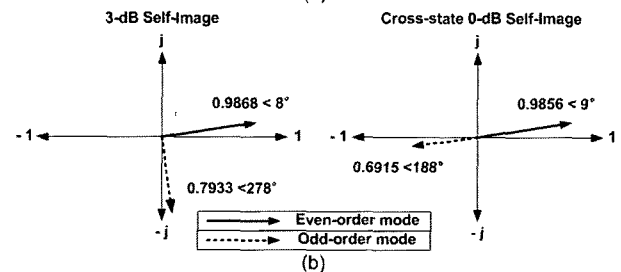 3-dB Self-Image
Cross-state 0-dB Self-Image
j
j
0.9868 < 8°
0.9856 < 9°
- 1
1
- 1
1
0.6915 <188°
0.7933 <278°
- j
- j
Even-order mode
Odd-order mode
(b)